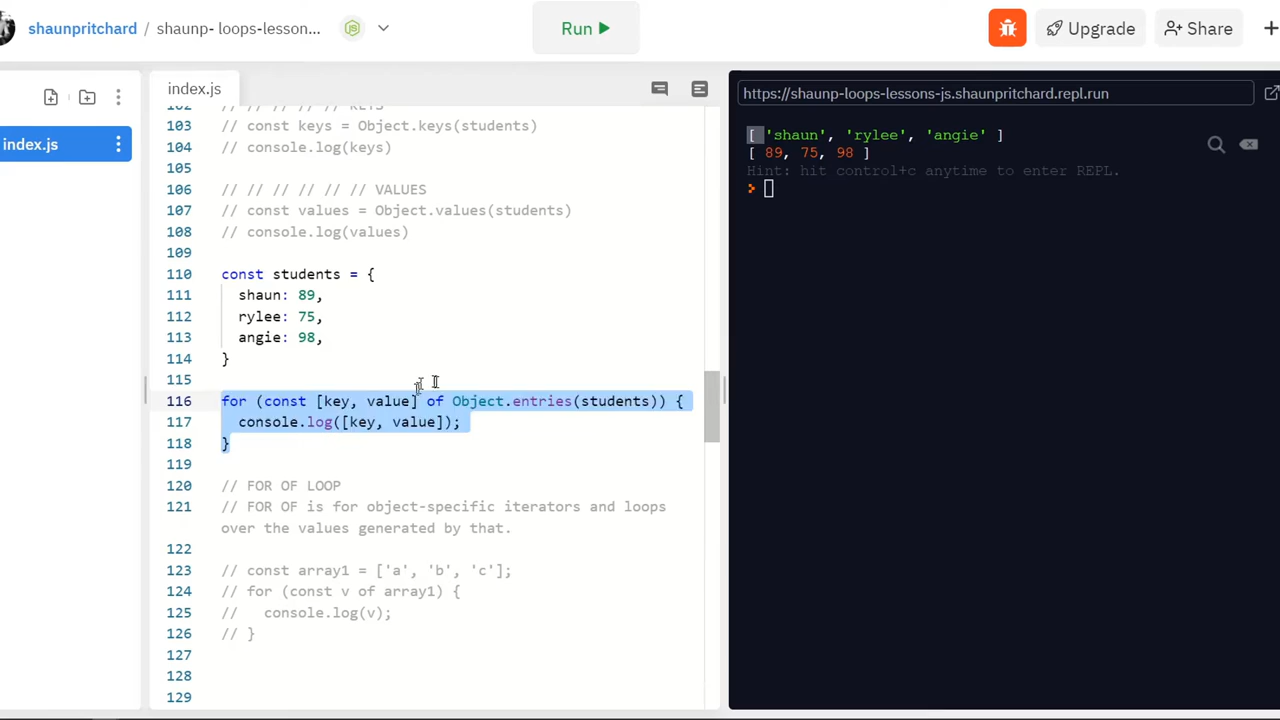 shaunpritchard / shaunp- loops-lesson...
Run
Upgrade
Share
index.js
index.js
102 // // // // // KEYS
103 // const keys = Object.keys(students)
104 // console.log(keys)
105
106 // // // // // // VALUES
107 // const values = Object.values(students)
108 // console.log(values)
109
110 const students = {
111 shaun: 89,
112 rylee: 75,
113 angie: 98,
114 }
115
116 for (const [key, value] of Object.entries(students)) {
117 console.log([key, value]);
118 }
119
120 // FOR OF LOOP
121 // FOR OF is for object-specific iterators and loops
over the values generated by that.
122
123 // const array1 = ['a', 'b', 'c'];
124 // for (const v of array1) {
125 // console.log(v);
126 // }
127
128
129
https://shaunp-loops-lessons-js.shaunpritchard.repl.run
[ 'shaun', 'rylee', 'angie' ]
[ 89, 75, 98 ]
Hint: hit control+c anytime to enter REPL.